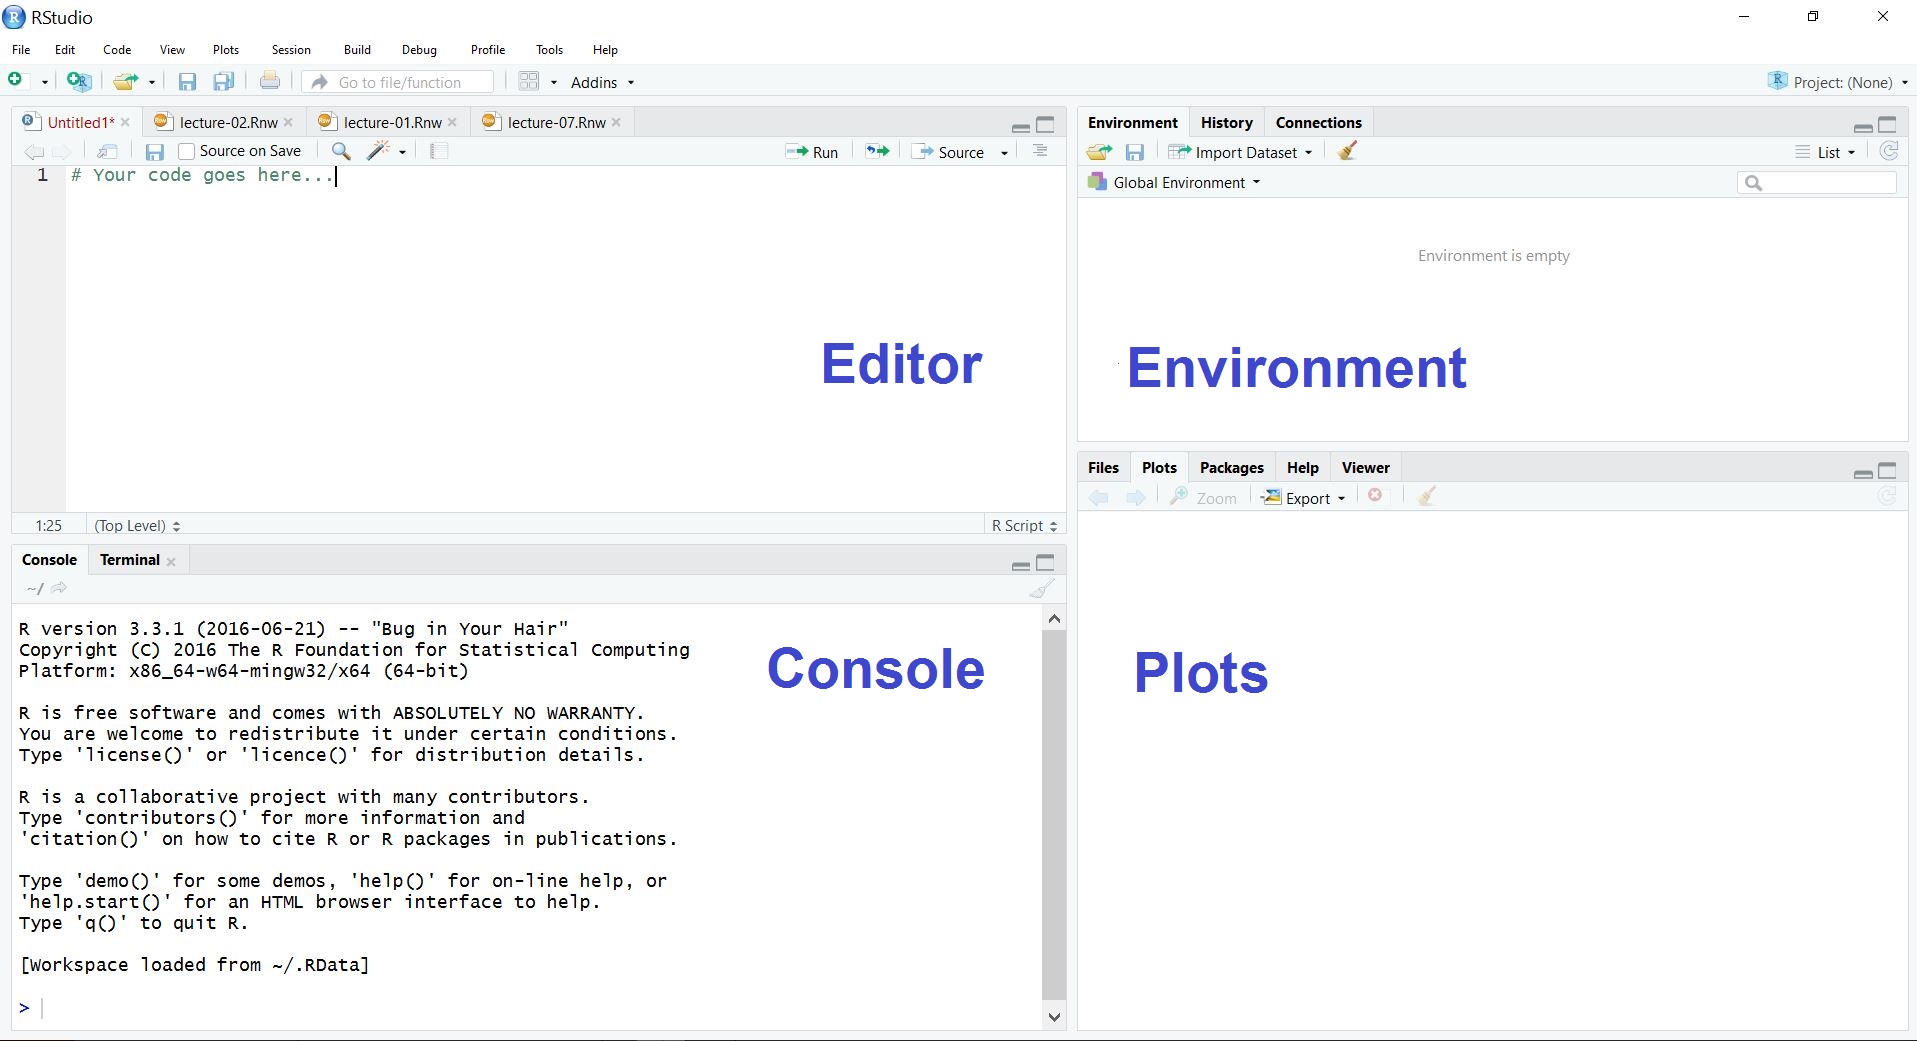 RStudio
File Edit Code View Plots Session Build Debug Profile Tools Help
Go to file/function Addins Project: (None)
Untitled1* lecture-02.Rnw lecture-01.Rnw lecture-07.Rnw
Source on Save Run Source
1 # Your code goes here...
Editor
1:25 (Top Level) R Script
Console Terminal
~/
R version 3.3.1 (2016-06-21) -- "Bug in Your Hair"
Copyright (C) 2016 The R Foundation for Statistical Computing
Platform: x86_64-w64-mingw32/x64 (64-bit)
Console
R is free software and comes with ABSOLUTELY NO WARRANTY.
You are welcome to redistribute it under certain conditions.
Type 'license()' or 'licence()' for distribution details.
R is a collaborative project with many contributors.
Type 'contributors()' for more information and
'citation()' on how to cite R or R packages in publications.
Type 'demo()' for some demos, 'help()' for on-line help, or
'help.start()' for an HTML browser interface to help.
Type 'q()' to quit R.
[Workspace loaded from ~/.RData]
>
Environment History Connections
Import Dataset List
Global Environment
Environment is empty
Environment
Files Plots Packages Help Viewer
Zoom Export
Plots